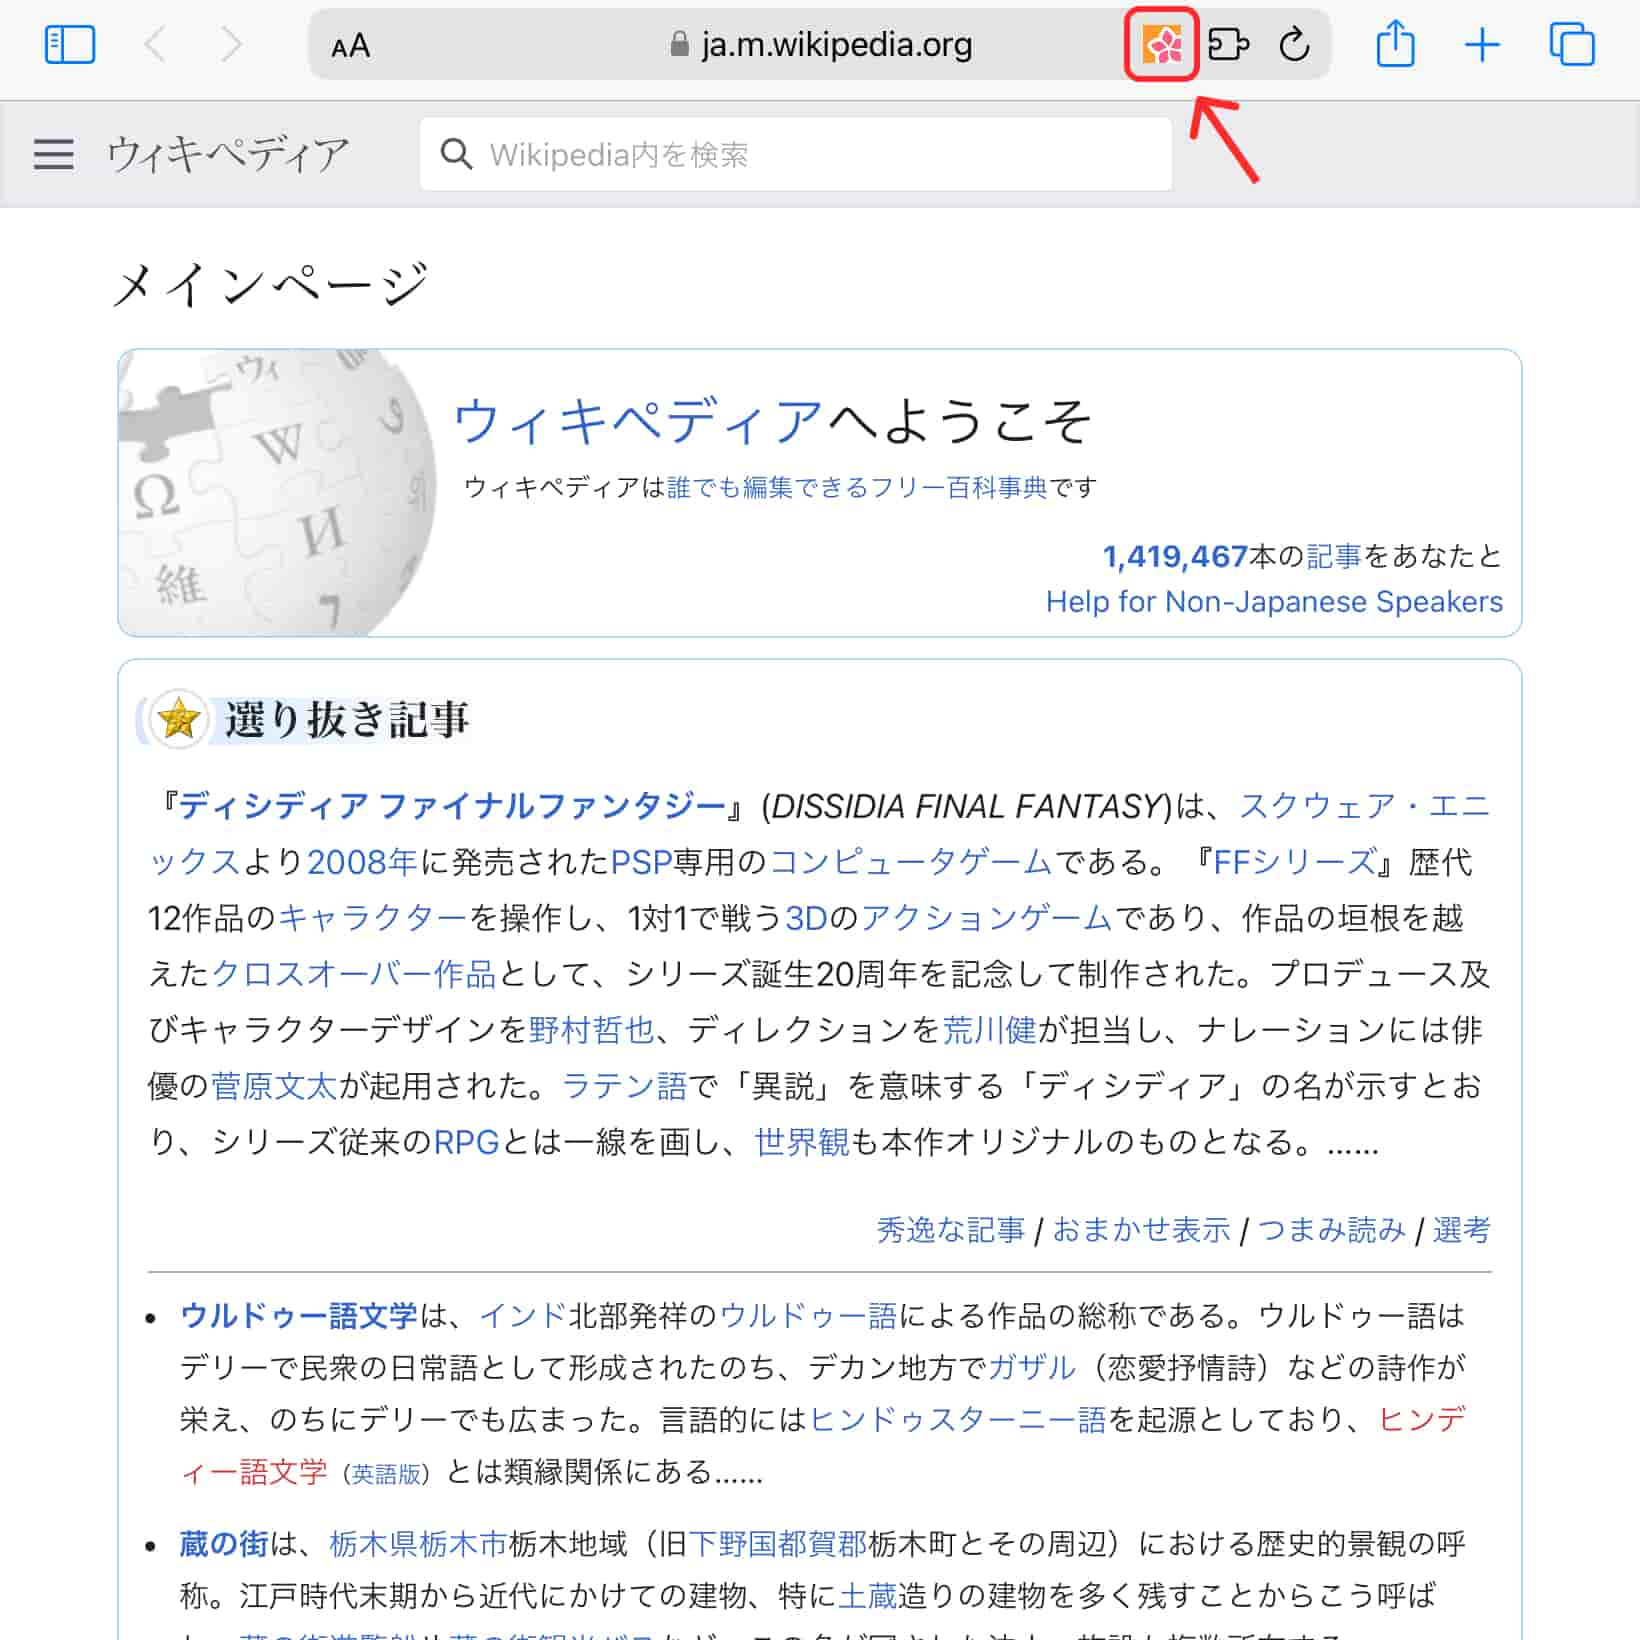 AA
ja.m.wikipedia.org
ウィキペディア
Wikipedia内を検索
メインページ
ウィキペディアへようこそ
ウィキペディアは誰でも編集できるフリー百科事典です
1,419,467本の記事をあなたと
Help for Non-Japanese Speakers
選り抜き記事
『ディシディア ファイナルファンタジー』(DISSIDIA FINAL FANTASY)は、スクウェア・エニ
ックスより2008年に発売されたPSP専用のコンピュータゲームである。『FFシリーズ』歴代
12作品のキャラクターを操作し、1対1で戦う3Dのアクションゲームであり、作品の垣根を越
えたクロスオーバー作品として、シリーズ誕生20周年を記念して制作された。プロデュース及
びキャラクターデザインを野村哲也、ディレクションを荒川健が担当し、ナレーションには俳
優の菅原文太が起用された。ラテン語で「異説」を意味する「ディシディア」の名が示すとお
り、シリーズ従来のRPGとは一線を画し、世界観も本作オリジナルのものとなる。……
秀逸な記事 / おまかせ表示 / つまみ読み / 選考
• ウルドゥー語文学は、インド北部発祥のウルドゥー語による作品の総称である。ウルドゥー語は
デリーで民衆の日常語として形成されたのち、デカン地方でガザル（恋愛抒情詩）などの詩作が
栄え、のちにデリーでも広まった。言語的にはヒンドゥスターニー語を起源としており、ヒンデ
ィー語文学（英語版）とは類縁関係にある……
• 蔵の街は、栃木県栃木市栃木地域（旧下野国都賀郡栃木町とその周辺）における歴史的景観の呼
称。江戸時代末期から近代にかけての建物、特に土蔵造りの建物を多く残すことからこう呼ば